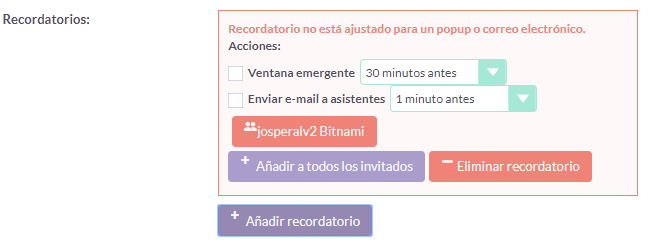 Recordatorios:
Recordatorio no está ajustado para un popup o correo electrónico.
Acciones:
Ventana emergente 30 minutos antes
Enviar e-mail a asistentes 1 minuto antes
josperalv2 Bitnami
Añadir a todos los invitados Eliminar recordatorio
Añadir recordatorio